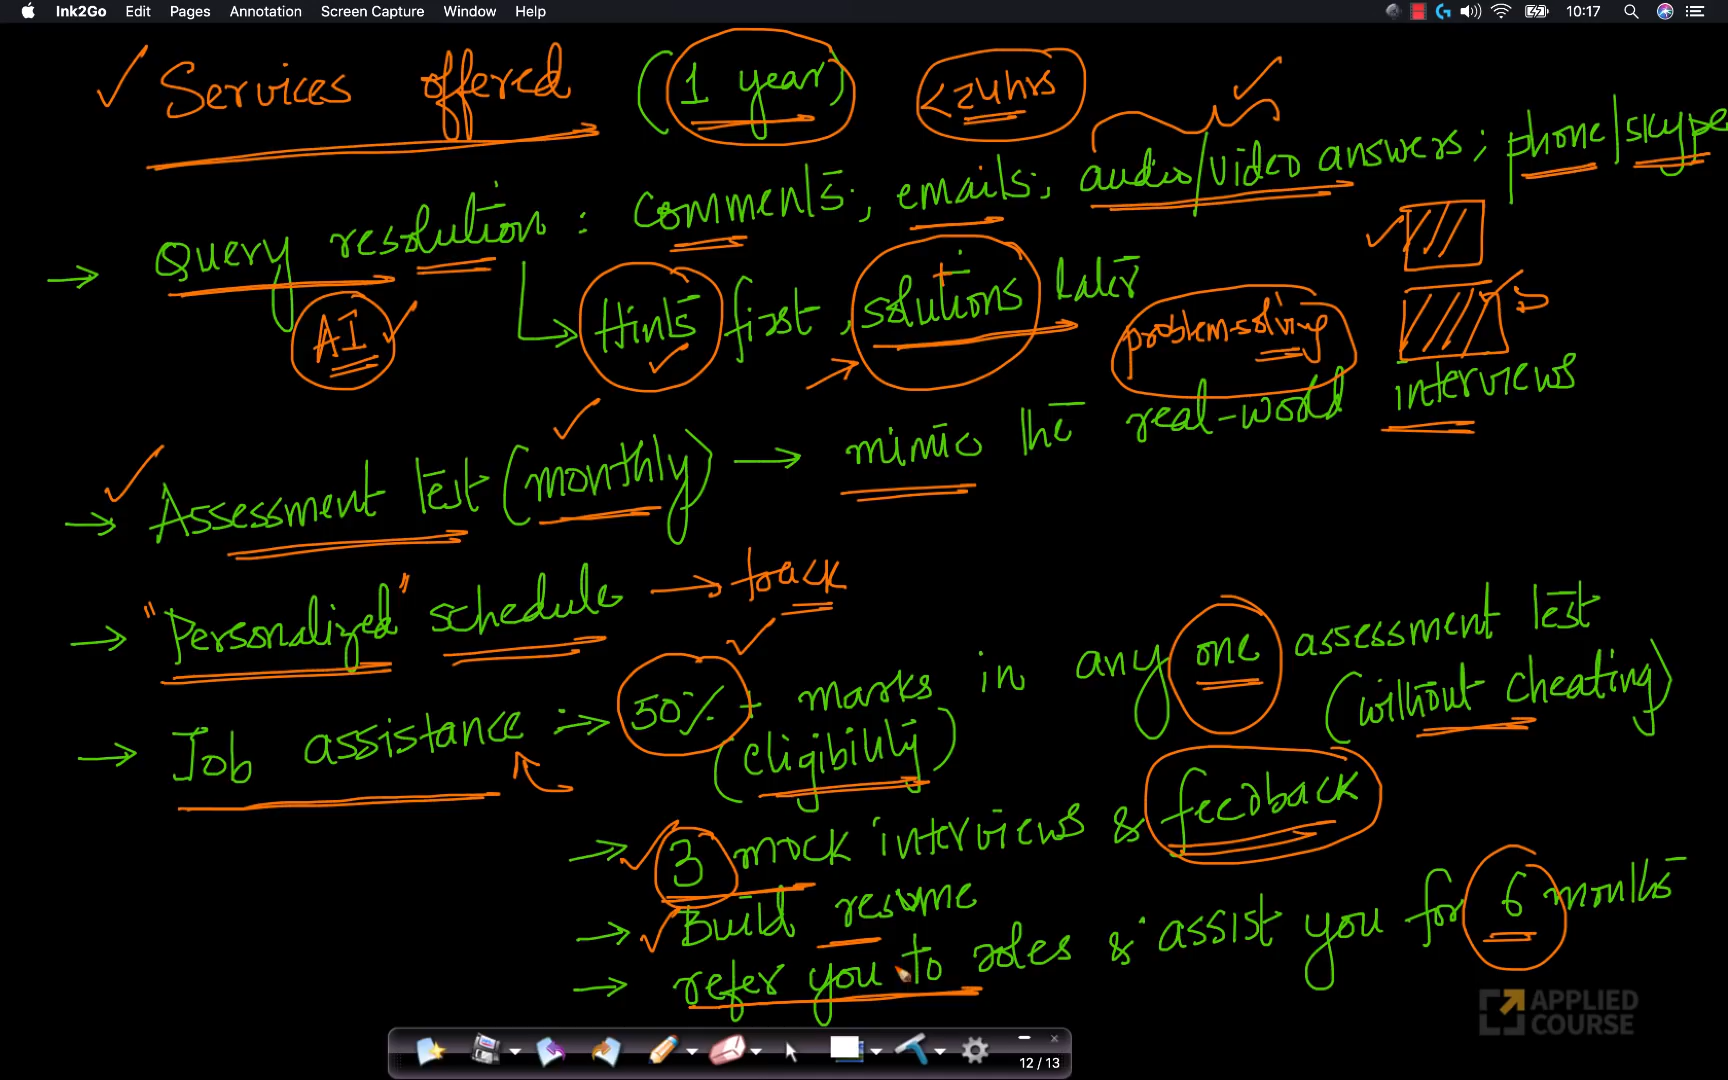 Ink2Go Edit Pages Annotation Screen Capture Window Help 10:17
Services offered (1 year) <24hrs
→ Query resolution : comments; emails; audio/video answers; phone/skype
AI
↳ Hints first, solutions later
problem-solving
→ Assessment test (monthly) → mimic the real-world interviews
→ "Personalized" schedule → track
→ Job assistance :→ 50%+ marks in any one assessment test
(eligibility) (without cheating)
→ 3 mock interviews & feedback
→ Build resume
→ refer you to roles & assist you for 6 months
APPLIED
COURSE
12 / 13